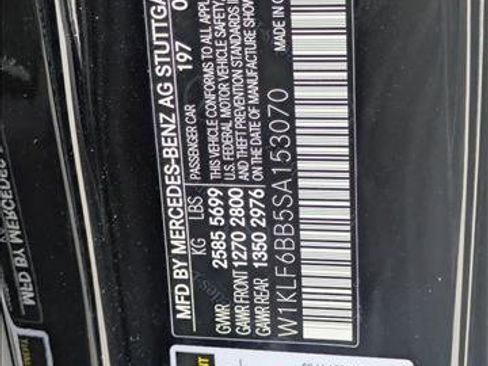 MFD BY MERCEDES-BENZ AG STUTTGA
197
PASSENGER CAR
THIS VEHICLE CONFORMS TO ALL APPL
U.S. FEDERAL MOTOR VEHICLE SAFETY,
AND THEFT PREVENTION STANDARDS IN
ON THE DATE OF MANUFACTURE SHOWN
KG LBS
GVWR 2585 5699
GAWR FRONT 1270 2800
GAWR REAR 1350 2976
MADE IN
W1KLF6BB5SA153070